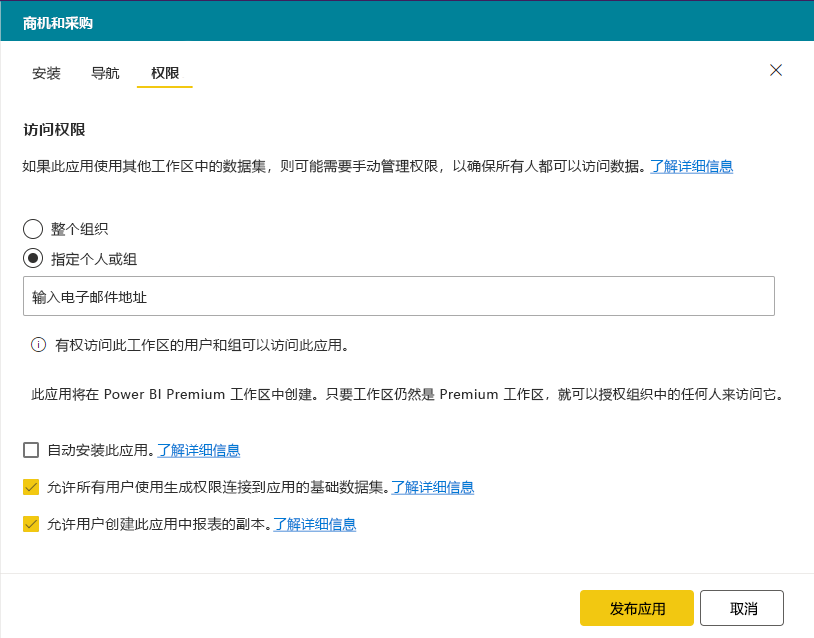 商机和采购
安装 导航 权限
访问权限
如果此应用使用其他工作区中的数据集，则可能需要手动管理权限，以确保所有人都可以访问数据。了解详细信息
整个组织
指定个人或组
输入电子邮件地址
有权访问此工作区的用户和组可以访问此应用。
此应用将在 Power BI Premium 工作区中创建。只要工作区仍然是 Premium 工作区，就可以授权组织中的任何人来访问它。
自动安装此应用。了解详细信息
允许所有用户使用生成权限连接到应用的基础数据集。了解详细信息
允许用户创建此应用中报表的副本。了解详细信息
发布应用 取消